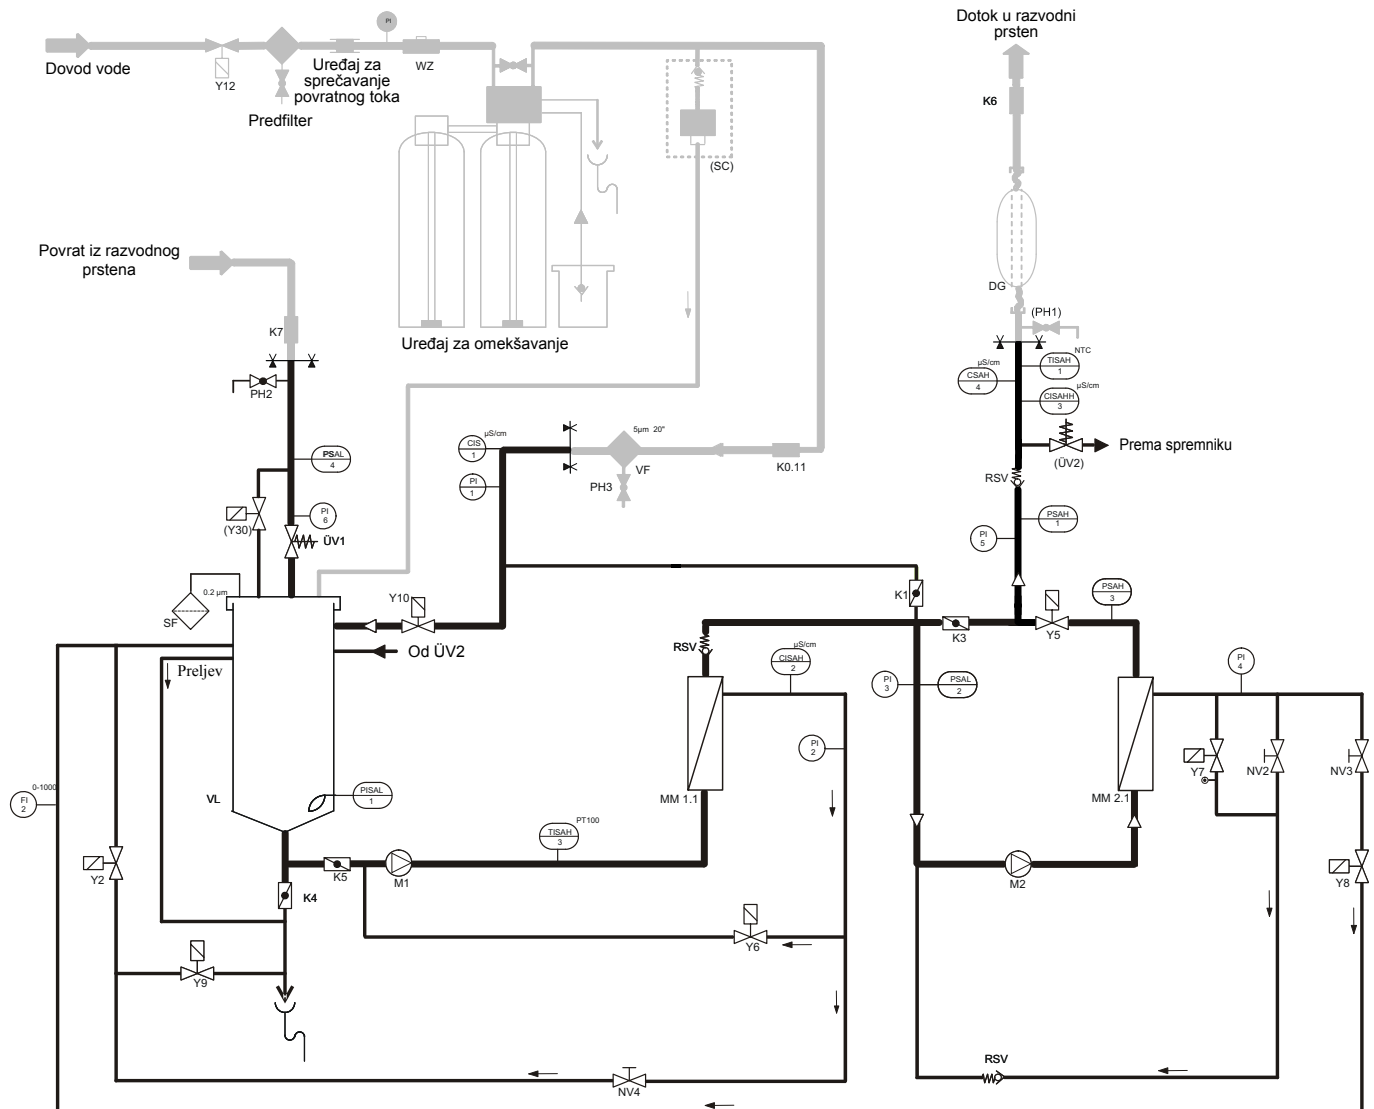 Dovod vode
Y12
Predfilter
Uređaj za
sprečavanje
povratnog toka
PI
WZ
(SC)
Dotok u razvodni
prsten
K6
DG
(PH1)
Povrat iz razvodnog
prstena
K7
PH2
Uređaj za omekšavanje
µS/cm
CIS
1
PI
1
5µm 20"
VF
PH3
K0.11
µS/cm
CSAH
4
NTC
TISAH
1
µS/cm
CISAHH
3
(ÜV2)
Prema spremniku
RSV
PSAH
1
PI
5
PSAL
4
PI
6
(Y30)
ÜV1
0.2 µm
SF
Y10
Od ÜV2
Preljev
K1
K3
Y5
PSAH
3
RSV
µS/cm
CISAH
2
PI
3
PSAL
2
PI
4
PI
2
MM 1.1
MM 2.1
Y7
NV2
NV3
0-1000
FI
2
VL
PISAL
1
PT100
TISAH
3
K5
M1
M2
Y2
K4
Y8
Y6
Y9
NV4
RSV